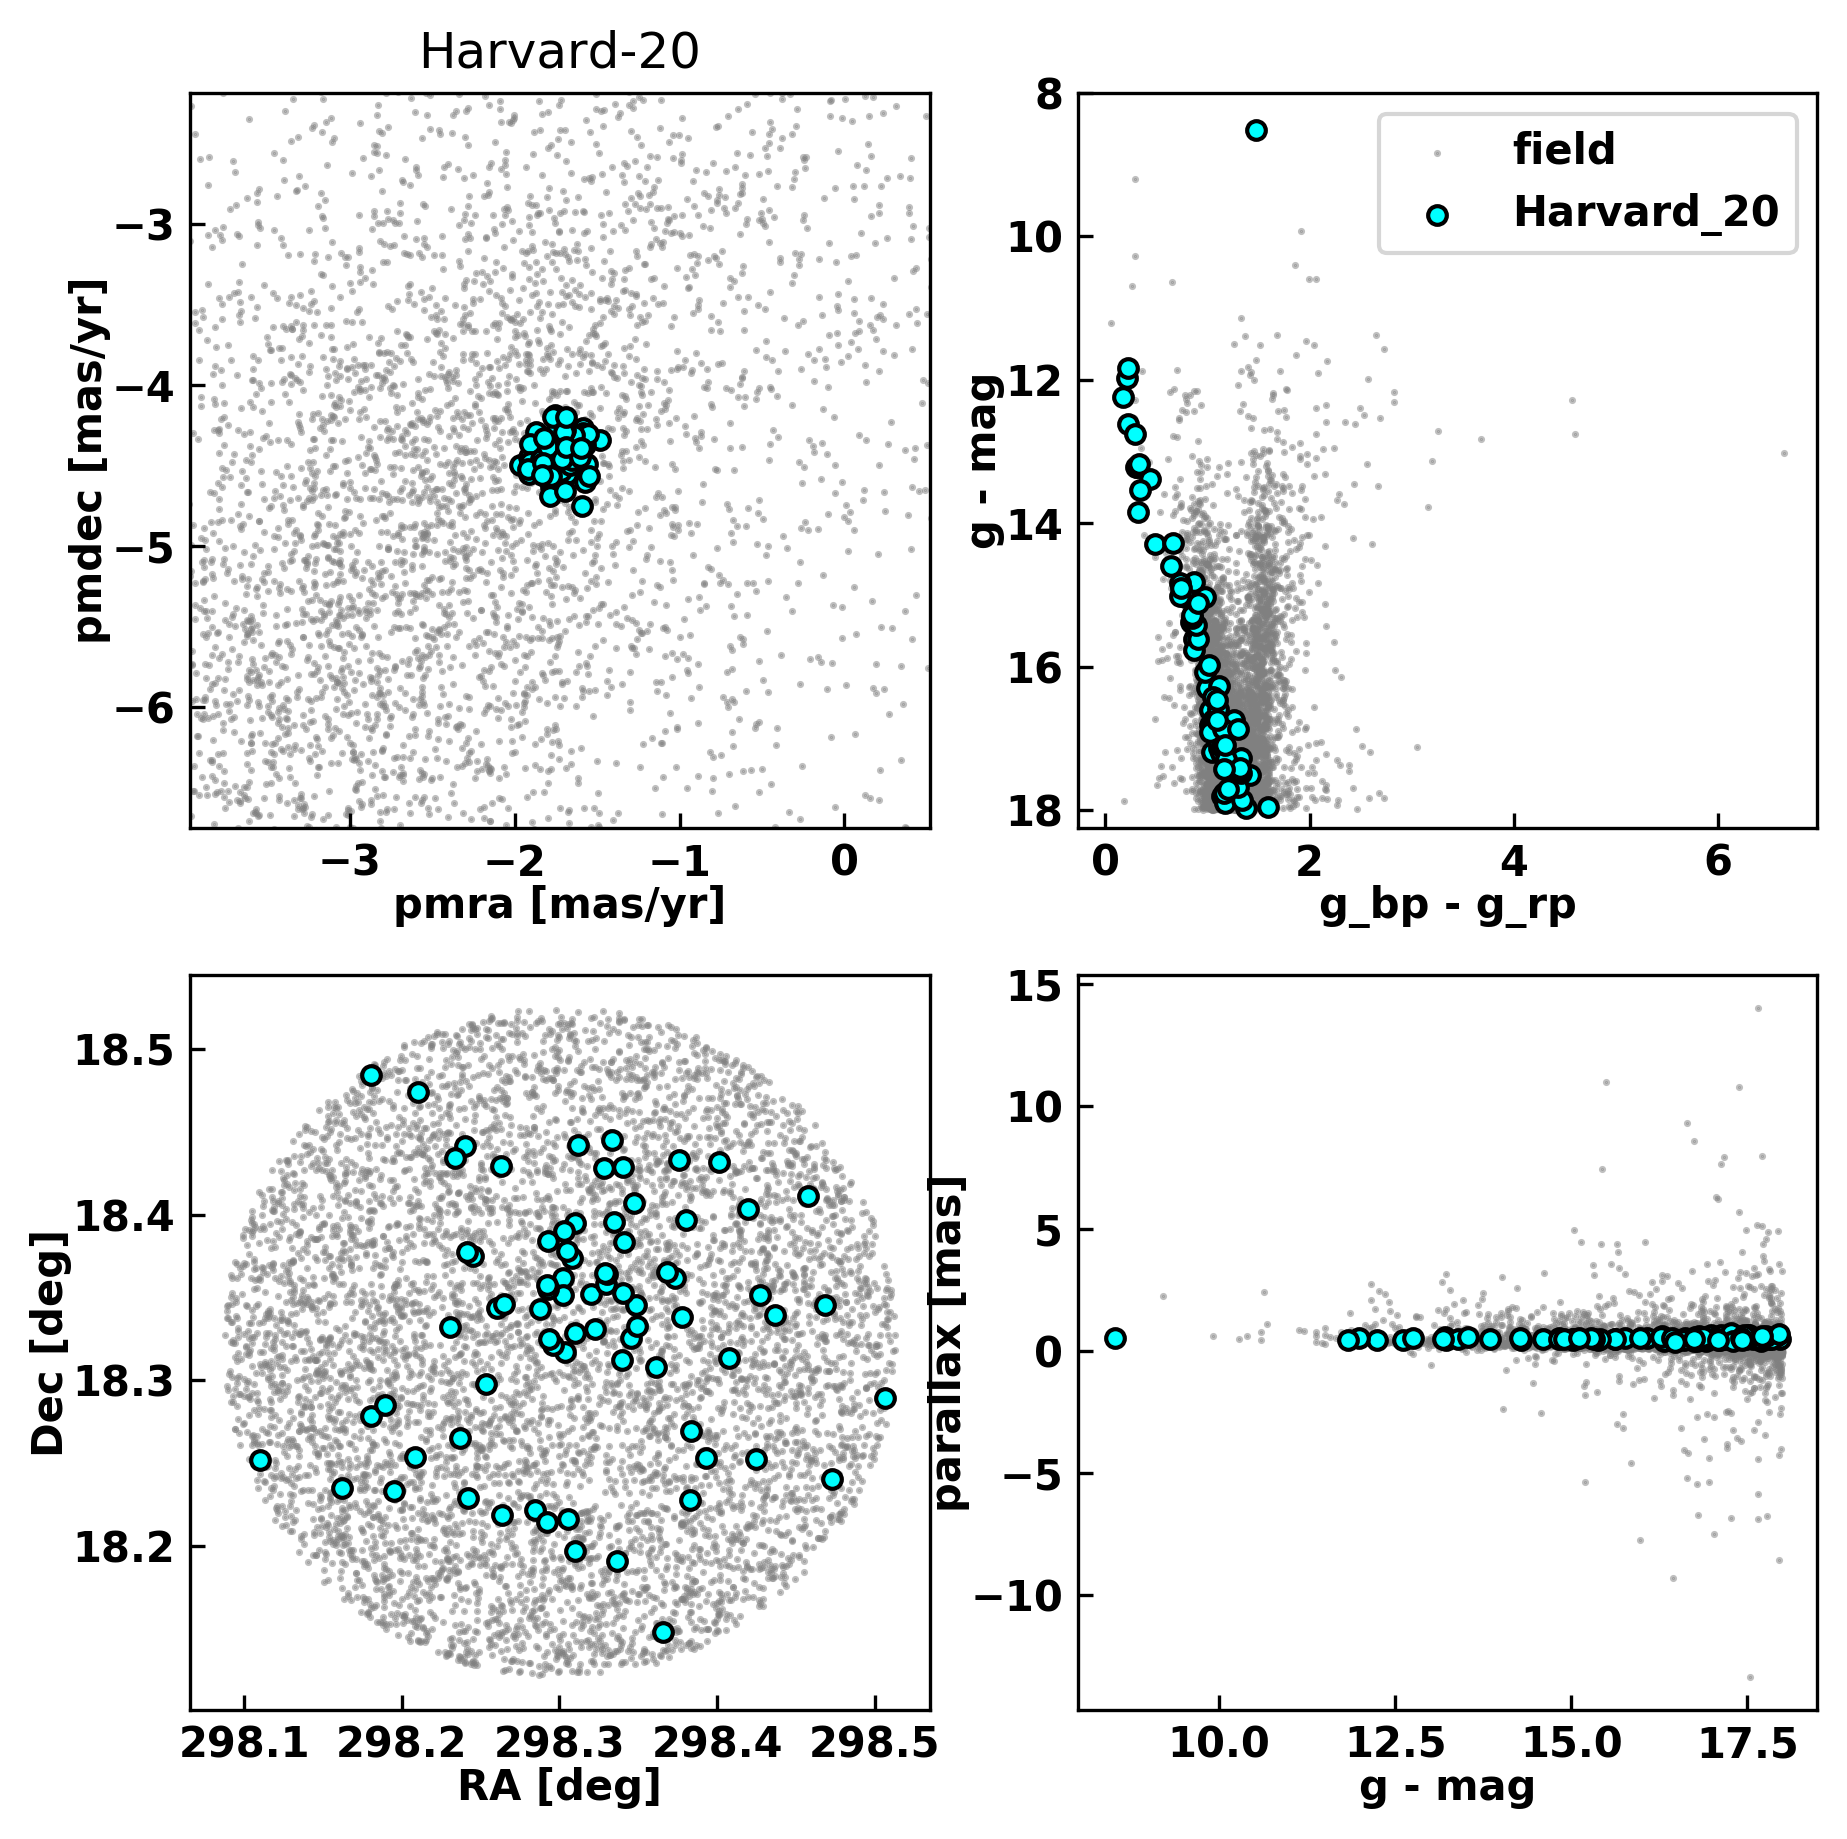 Harvard-20
−3
−4
−5
−6
pmdec [mas/yr]
−3 −2 −1 0
pmra [mas/yr]
8
10
12
14
16
18
g - mag
field
Harvard_20
0 2 4 6
g_bp - g_rp
18.5
18.4
18.3
18.2
Dec [deg]
298.1 298.2 298.3 298.4 298.5
RA [deg]
15
10
5
0
−5
−10
parallax [mas]
10.0 12.5 15.0 17.5
g - mag